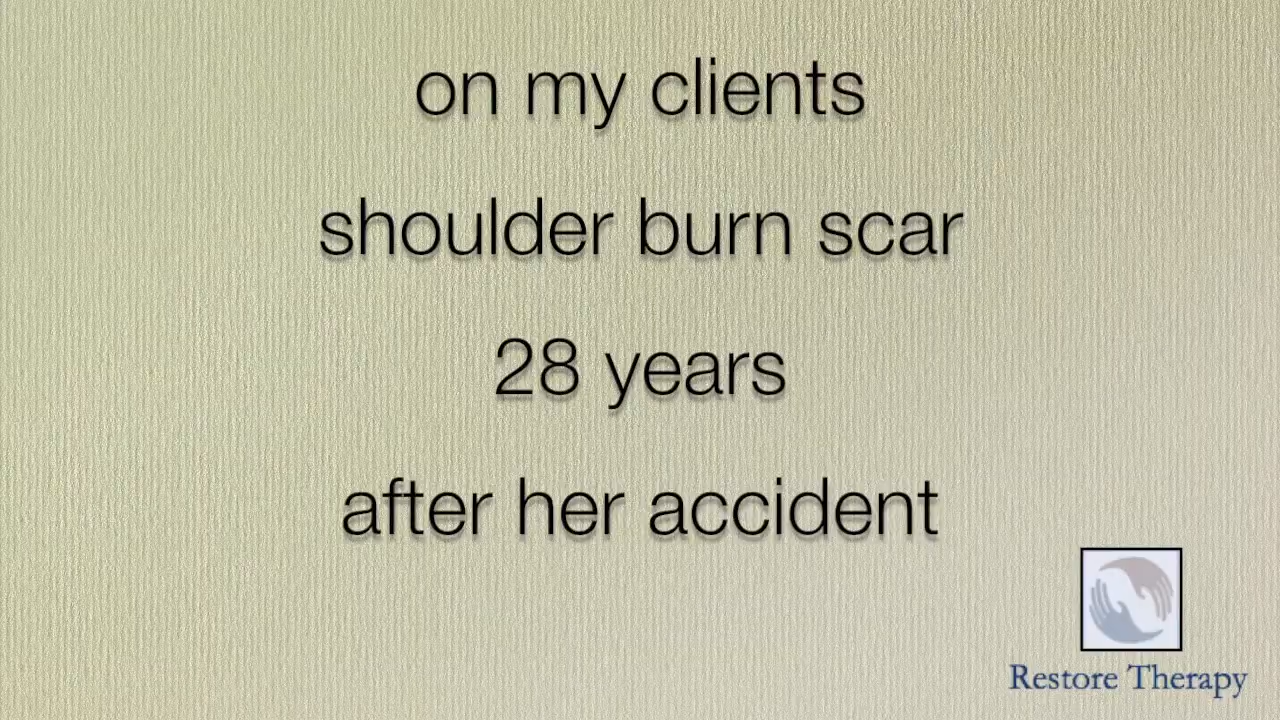 on my clients
shoulder burn scar
28 years
after her accident
Restore Therapy